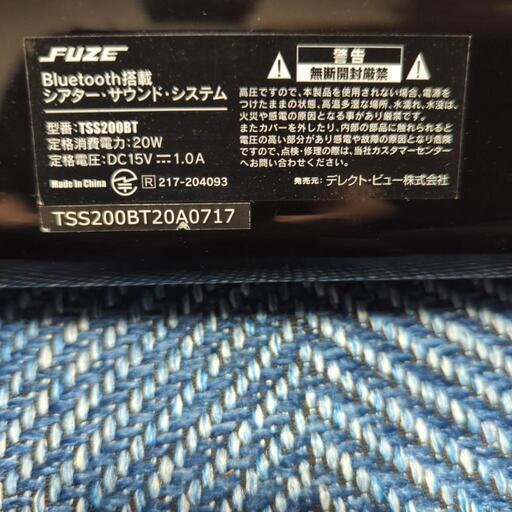 FUZE
Bluetooth搭載
シアター・サウンド・システム
型番:TSS200BT
定格消費電力:20W
定格電圧:DC15V⎓1.0A
Made in China R 217-204093
TSS200BT20A0717
警告
無断開封厳禁
高圧ですので、本製品を使用されない場合、電源を
つけたままの状態、高温多湿な場所、水濡れ、水没は、
火災や感電の原因となる事があります。
またカバーを外したり、内部の部品に触れたりすると
電圧の高い部分があり感電や故障の原因となり危険
ですので、点検・修理の際は、当社カスタマーセンター
へお問い合わせください。
発売元:デレクト・ビュー株式会社